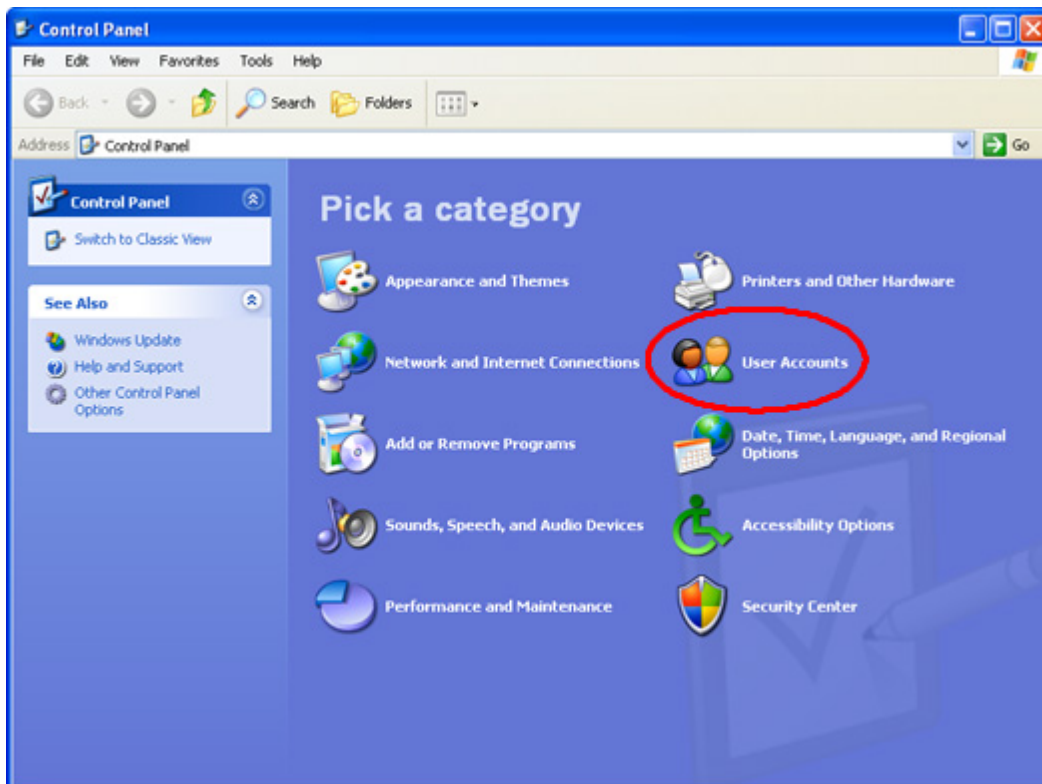 Control Panel
File Edit View Favorites Tools Help
Back Search Folders
Address Control Panel Go
Control Panel
Switch to Classic View
See Also
Windows Update
Help and Support
Other Control Panel
Options
Pick a category
Appearance and Themes
Printers and Other Hardware
Network and Internet Connections
User Accounts
Add or Remove Programs
Date, Time, Language, and Regional
Options
Sounds, Speech, and Audio Devices
Accessibility Options
Performance and Maintenance
Security Center